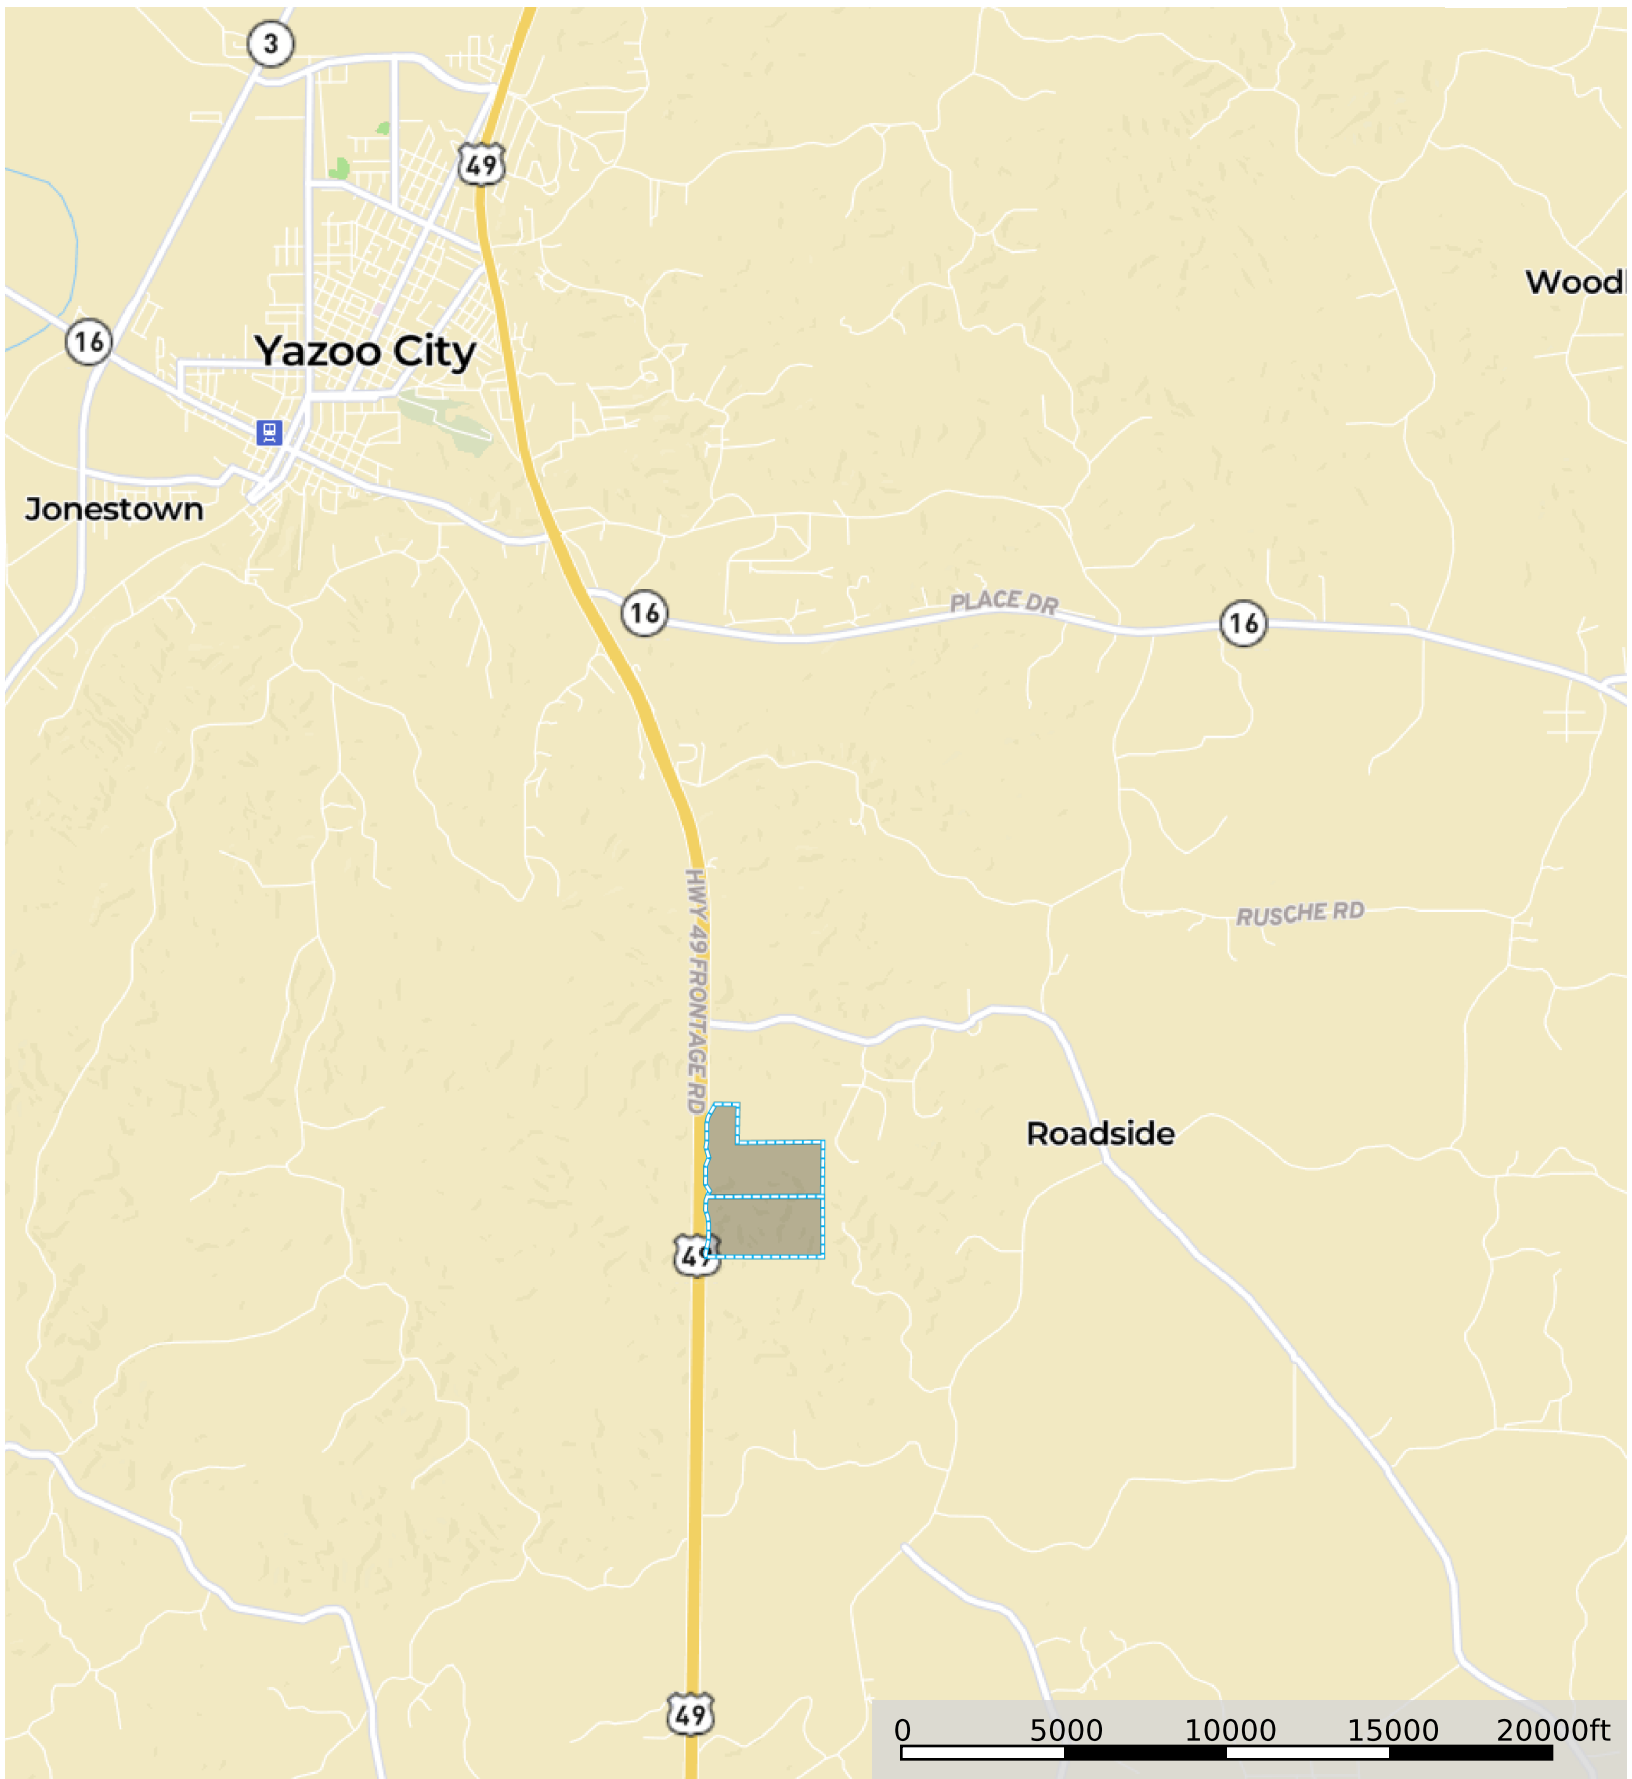 3
49
Woodl
16
Yazoo City
Jonestown
16
PLACE DR
16
HWY 49 FRONTAGE RD
RUSCHE RD
Roadside
49
49
0 5000 10000 15000 20000ft